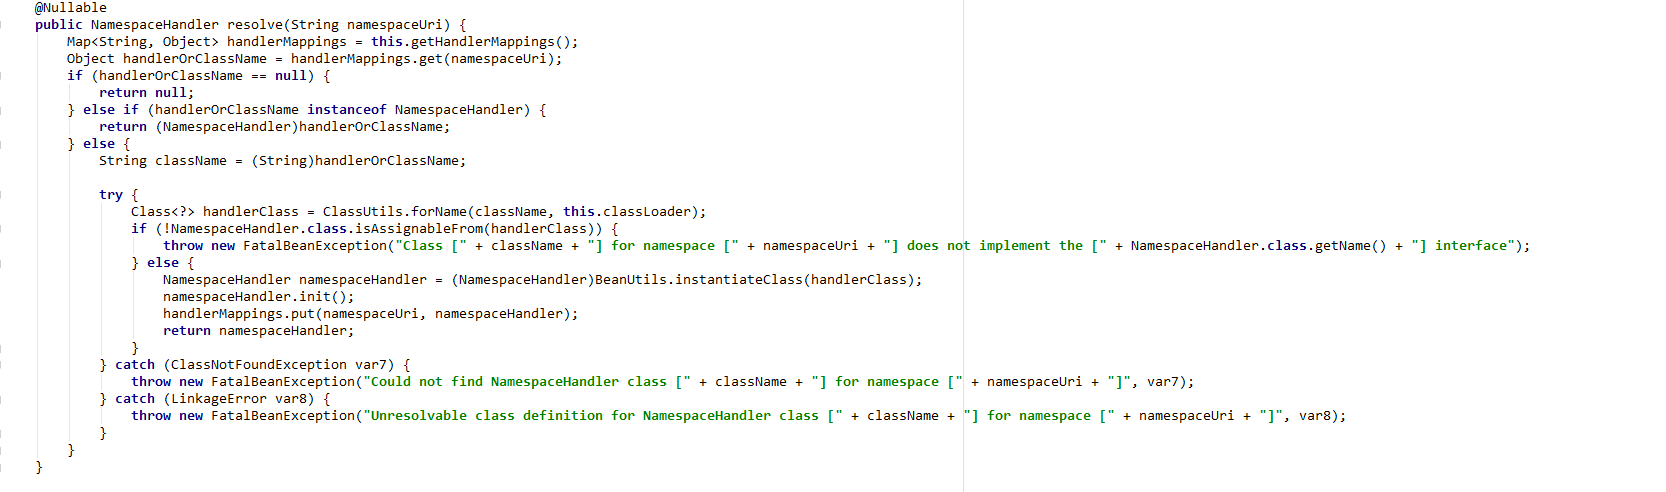 @Nullable
public NamespaceHandler resolve(String namespaceUri) {
    Map<String, Object> handlerMappings = this.getHandlerMappings();
    Object handlerOrClassName = handlerMappings.get(namespaceUri);
    if (handlerOrClassName == null) {
        return null;
    } else if (handlerOrClassName instanceof NamespaceHandler) {
        return (NamespaceHandler)handlerOrClassName;
    } else {
        String className = (String)handlerOrClassName;

        try {
            Class<?> handlerClass = ClassUtils.forName(className, this.classLoader);
            if (!NamespaceHandler.class.isAssignableFrom(handlerClass)) {
                throw new FatalBeanException("Class [" + className + "] for namespace [" + namespaceUri + "] does not implement the [" + NamespaceHandler.class.getName() + "] interface");
            } else {
                NamespaceHandler namespaceHandler = (NamespaceHandler)BeanUtils.instantiateClass(handlerClass);
                namespaceHandler.init();
                handlerMappings.put(namespaceUri, namespaceHandler);
                return namespaceHandler;
            }
        } catch (ClassNotFoundException var7) {
            throw new FatalBeanException("Could not find NamespaceHandler class [" + className + "] for namespace [" + namespaceUri + "]", var7);
        } catch (LinkageError var8) {
            throw new FatalBeanException("Unresolvable class definition for NamespaceHandler class [" + className + "] for namespace [" + namespaceUri + "]", var8);
        }
    }
}